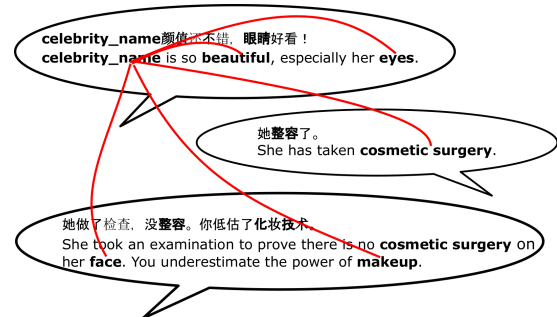 celebrity_name颜值还不错，眼睛好看！
celebrity_name is so beautiful, especially her eyes.
她整容了。
She has taken cosmetic surgery.
她做了检查，没整容。你低估了化妆技术。
She took an examination to prove there is no cosmetic surgery on
her face. You underestimate the power of makeup.